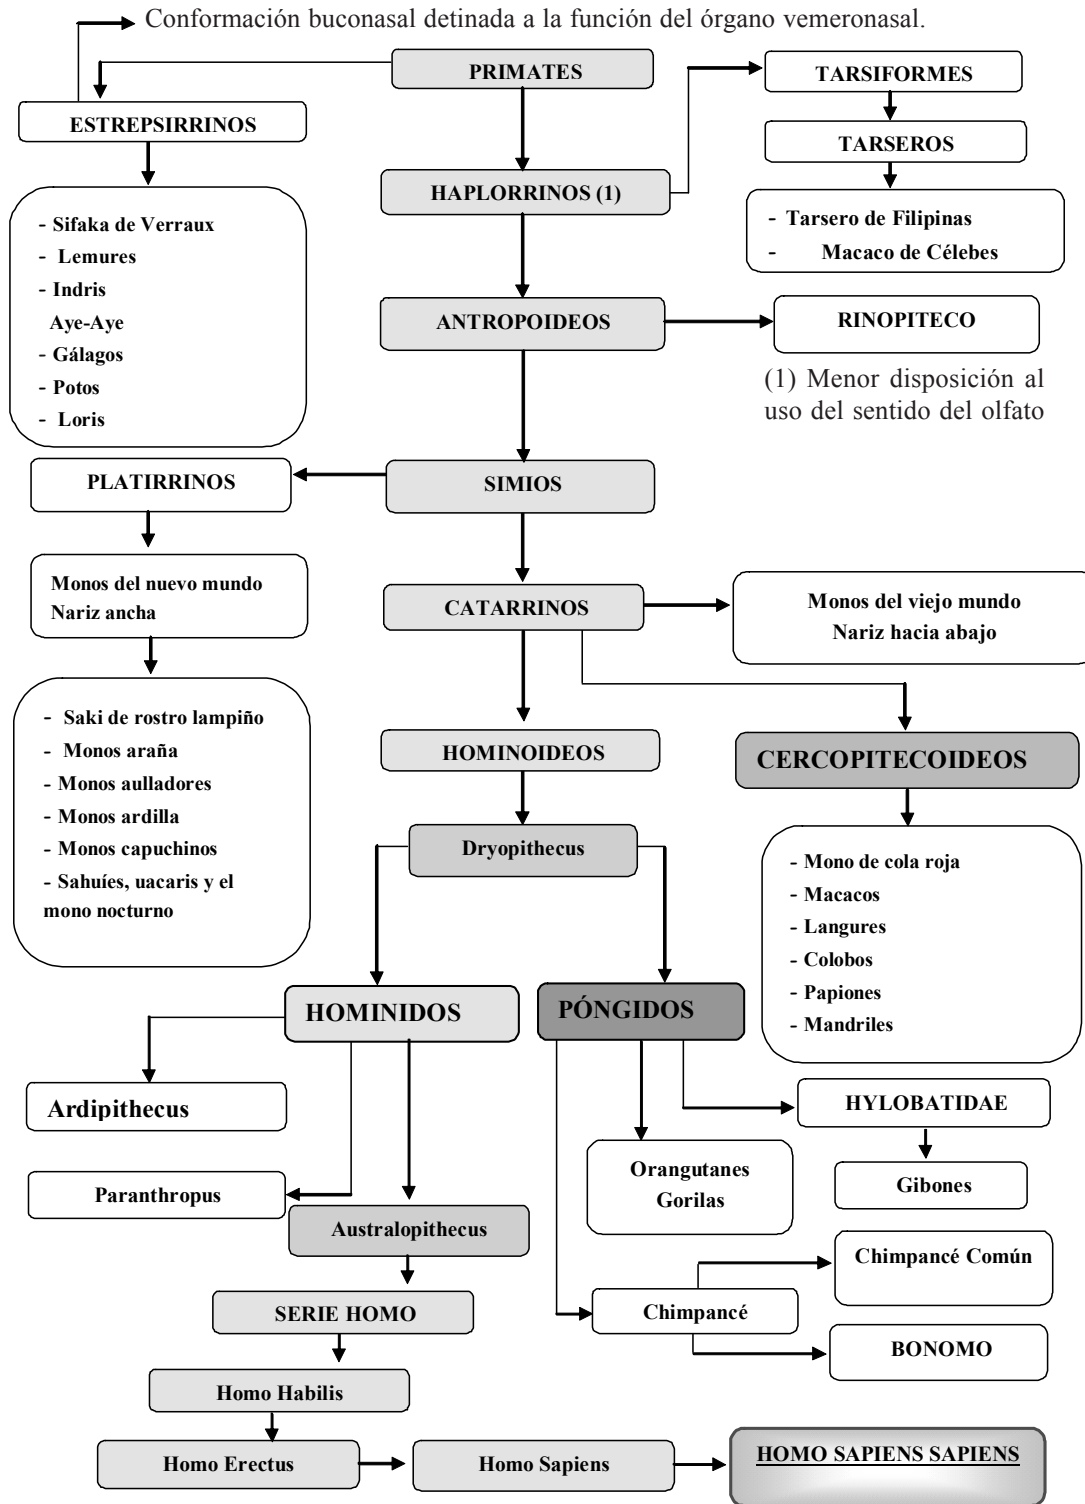 Conformación buconasal detinada a la función del órgano vemeronasal.
PRIMATES
TARSIFORMES
ESTREPSIRRINOS
TARSEROS
HAPLORRINOS (1)
- Sifaka de Verraux
- Lemures
- Indris
Aye-Aye
- Gálagos
- Potos
- Loris
- Tarsero de Filipinas
- Macaco de Célebes
ANTROPOIDEOS
RINOPITECO
(1) Menor disposición al
uso del sentido del olfato
PLATIRRINOS
SIMIOS
Monos del nuevo mundo
Nariz ancha
CATARRINOS
Monos del viejo mundo
Nariz hacia abajo
- Saki de rostro lampiño
- Monos araña
- Monos aulladores
- Monos ardilla
- Monos capuchinos
- Sahuíes, uacaris y el
mono nocturno
HOMINOIDEOS
CERCOPITECOIDEOS
Dryopithecus
- Mono de cola roja
- Macacos
- Langures
- Colobos
- Papiones
- Mandriles
HOMINIDOS
PÓNGIDOS
Ardipithecus
HYLOBATIDAE
Orangutanes
Gorilas
Gibones
Paranthropus
Australopithecus
Chimpancé Común
SERIE HOMO
Chimpancé
BONOMO
Homo Habilis
Homo Erectus
Homo Sapiens
HOMO SAPIENS SAPIENS